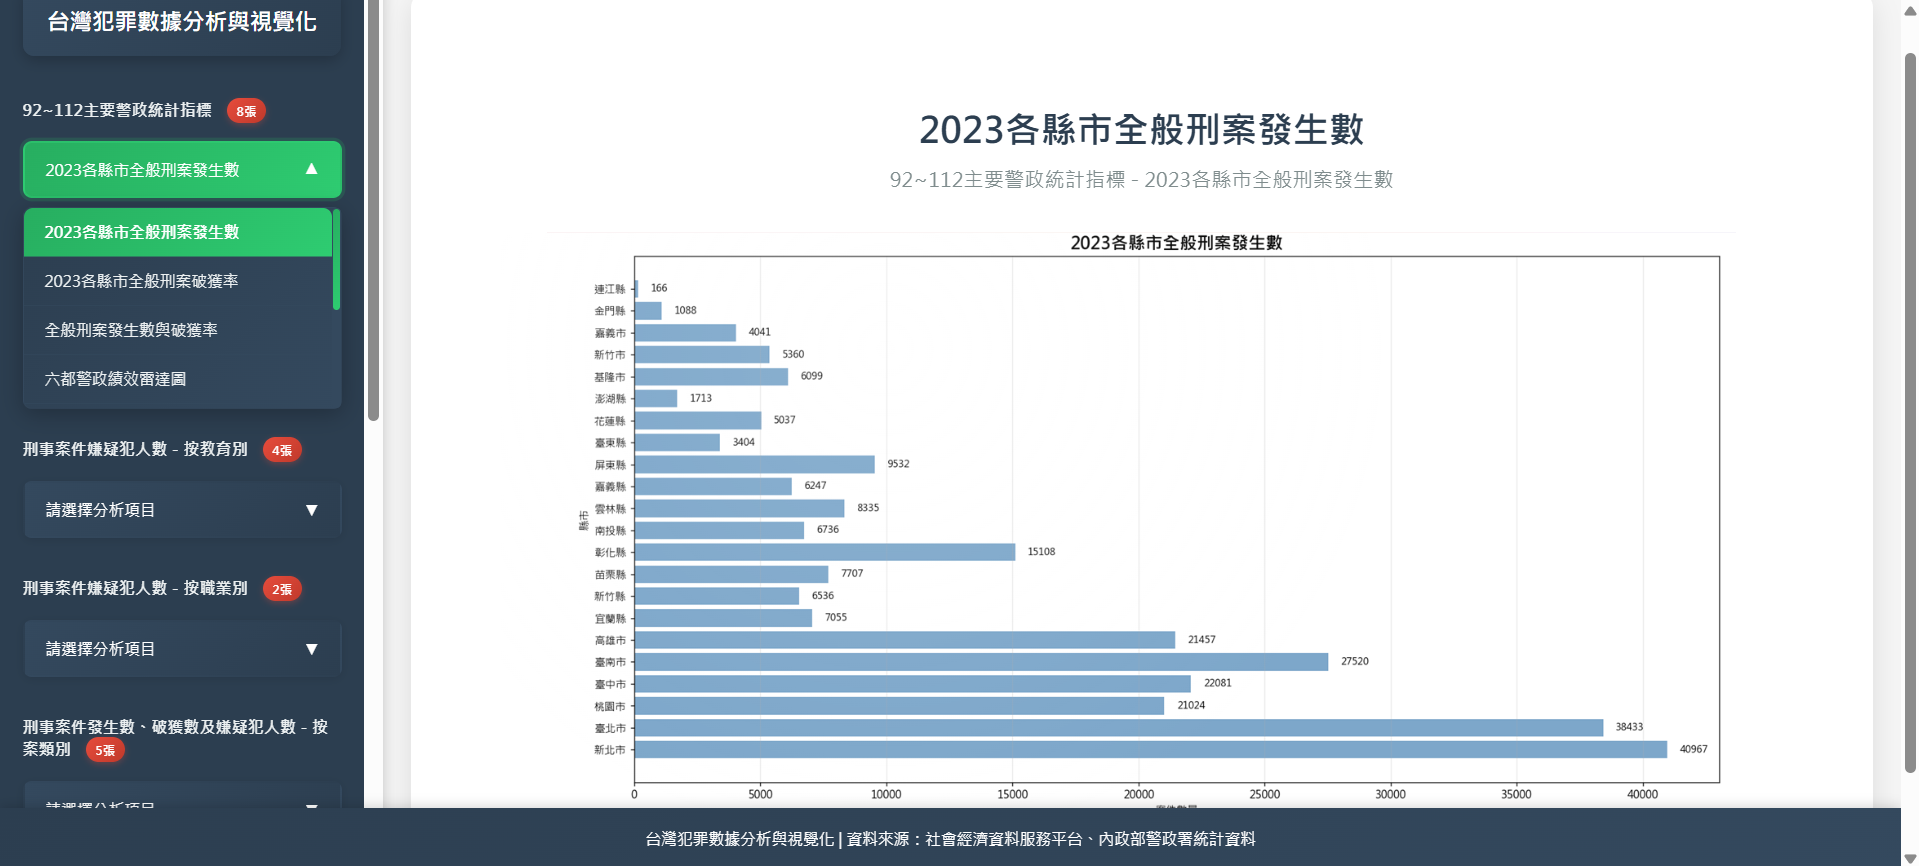 台灣犯罪數據分析與視覺化
92~112主要警政統計指標 8張
2023各縣市全般刑案發生數 ▲
2023各縣市全般刑案發生數
2023各縣市全般刑案破獲率
全般刑案發生數與破獲率
六都警政績效雷達圖
刑事案件嫌疑犯人數 - 按教育別 4張
請選擇分析項目 ▼
刑事案件嫌疑犯人數 - 按職業別 2張
請選擇分析項目 ▼
刑事案件發生數、破獲數及嫌疑犯人數 - 按
案類別 5張
請選擇分析項目 ▼
2023各縣市全般刑案發生數
92~112主要警政統計指標 - 2023各縣市全般刑案發生數
2023各縣市全般刑案發生數
縣市
連江縣 166
金門縣 1088
嘉義市 4041
新竹市 5360
基隆市 6099
澎湖縣 1713
花蓮縣 5037
臺東縣 3404
屏東縣 9532
嘉義縣 6247
雲林縣 8335
南投縣 6736
彰化縣 15108
苗栗縣 7707
新竹縣 6536
宜蘭縣 7055
高雄市 21457
臺南市 27520
臺中市 22081
桃園市 21024
臺北市 38433
新北市 40967
0 5000 10000 15000 20000 25000 30000 35000 40000
台灣犯罪數據分析與視覺化 | 資料來源：社會經濟資料服務平台、內政部警政署統計資料